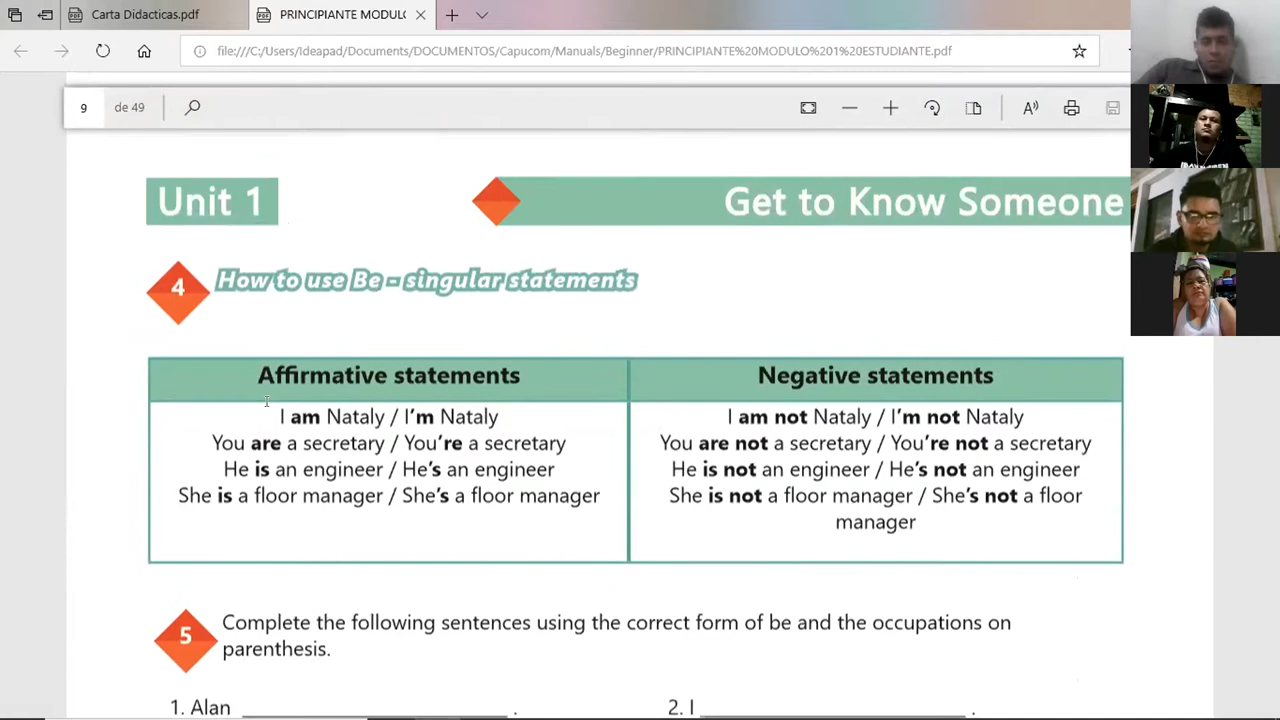 Carta Didacticas.pdf
PRINCIPIANTE MODULO
file:///C:/Users/Ideapad/Documents/DOCUMENTOS/Capucom/Manuals/Beginner/PRINCIPIANTE%20MODULO%201%20ESTUDIANTE.pdf
9 de 49
Unit 1
Get to Know Someone
4 How to use Be - singular statements
Affirmative statements
I am Nataly / I'm Nataly
You are a secretary / You're a secretary
He is an engineer / He's an engineer
She is a floor manager / She's a floor manager
Negative statements
I am not Nataly / I'm not Nataly
You are not a secretary / You're not a secretary
He is not an engineer / He's not an engineer
She is not a floor manager / She's not a floor
manager
5 Complete the following sentences using the correct form of be and the occupations on
parenthesis.
1. Alan ____________________ .
2. I ____________________ .